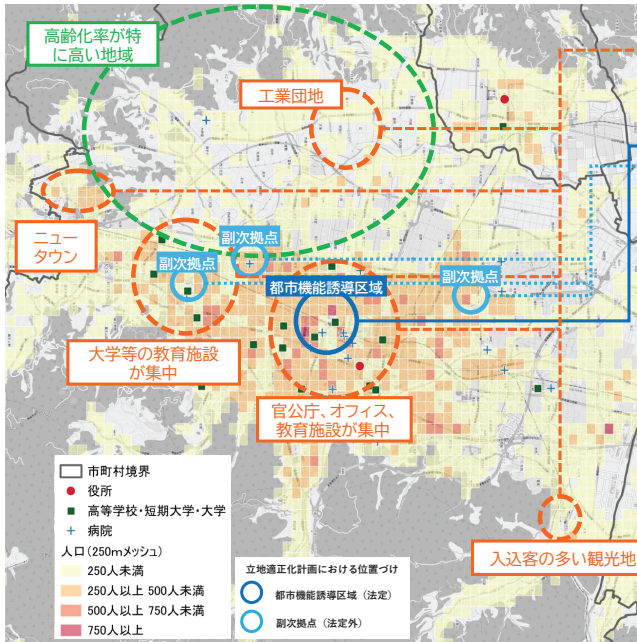 高齢化率が特
に高い地域
工業団地
ニュー
タウン
副次拠点
副次拠点
副次拠点
都市機能誘導区域
大学等の教育施設
が集中
官公庁、オフィス、
教育施設が集中
入込客の多い観光地
市町村境界
役所
高等学校・短期大学・大学
病院
人口(250mメッシュ)
250人未満
250人以上 500人未満
500人以上 750人未満
750人以上
立地適正化計画における位置づけ
都市機能誘導区域(法定)
副次拠点(法定外)